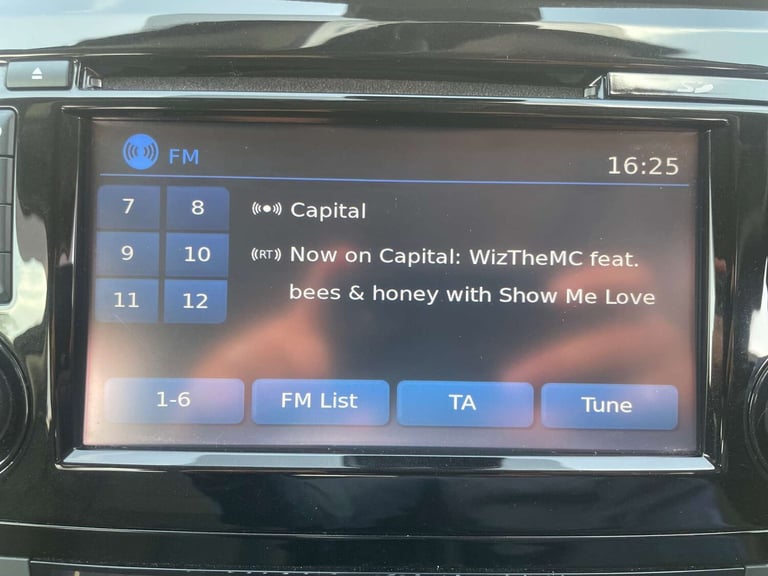 FM
16:25
7 8
Capital
9 10
RT Now on Capital: WizTheMC feat.
bees & honey with Show Me Love
11 12
1-6 FM List TA Tune